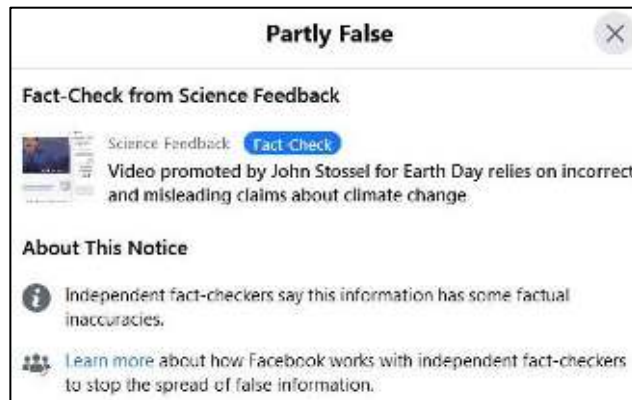 Partly False
Fact-Check from Science Feedback
Science Feedback Fact-Check
Video promoted by John Stossel for Earth Day relies on incorrect
and misleading claims about climate change
About This Notice
Independent fact-checkers say this information has some factual
inaccuracies.
Learn more about how Facebook works with independent fact-checkers
to stop the spread of false information.